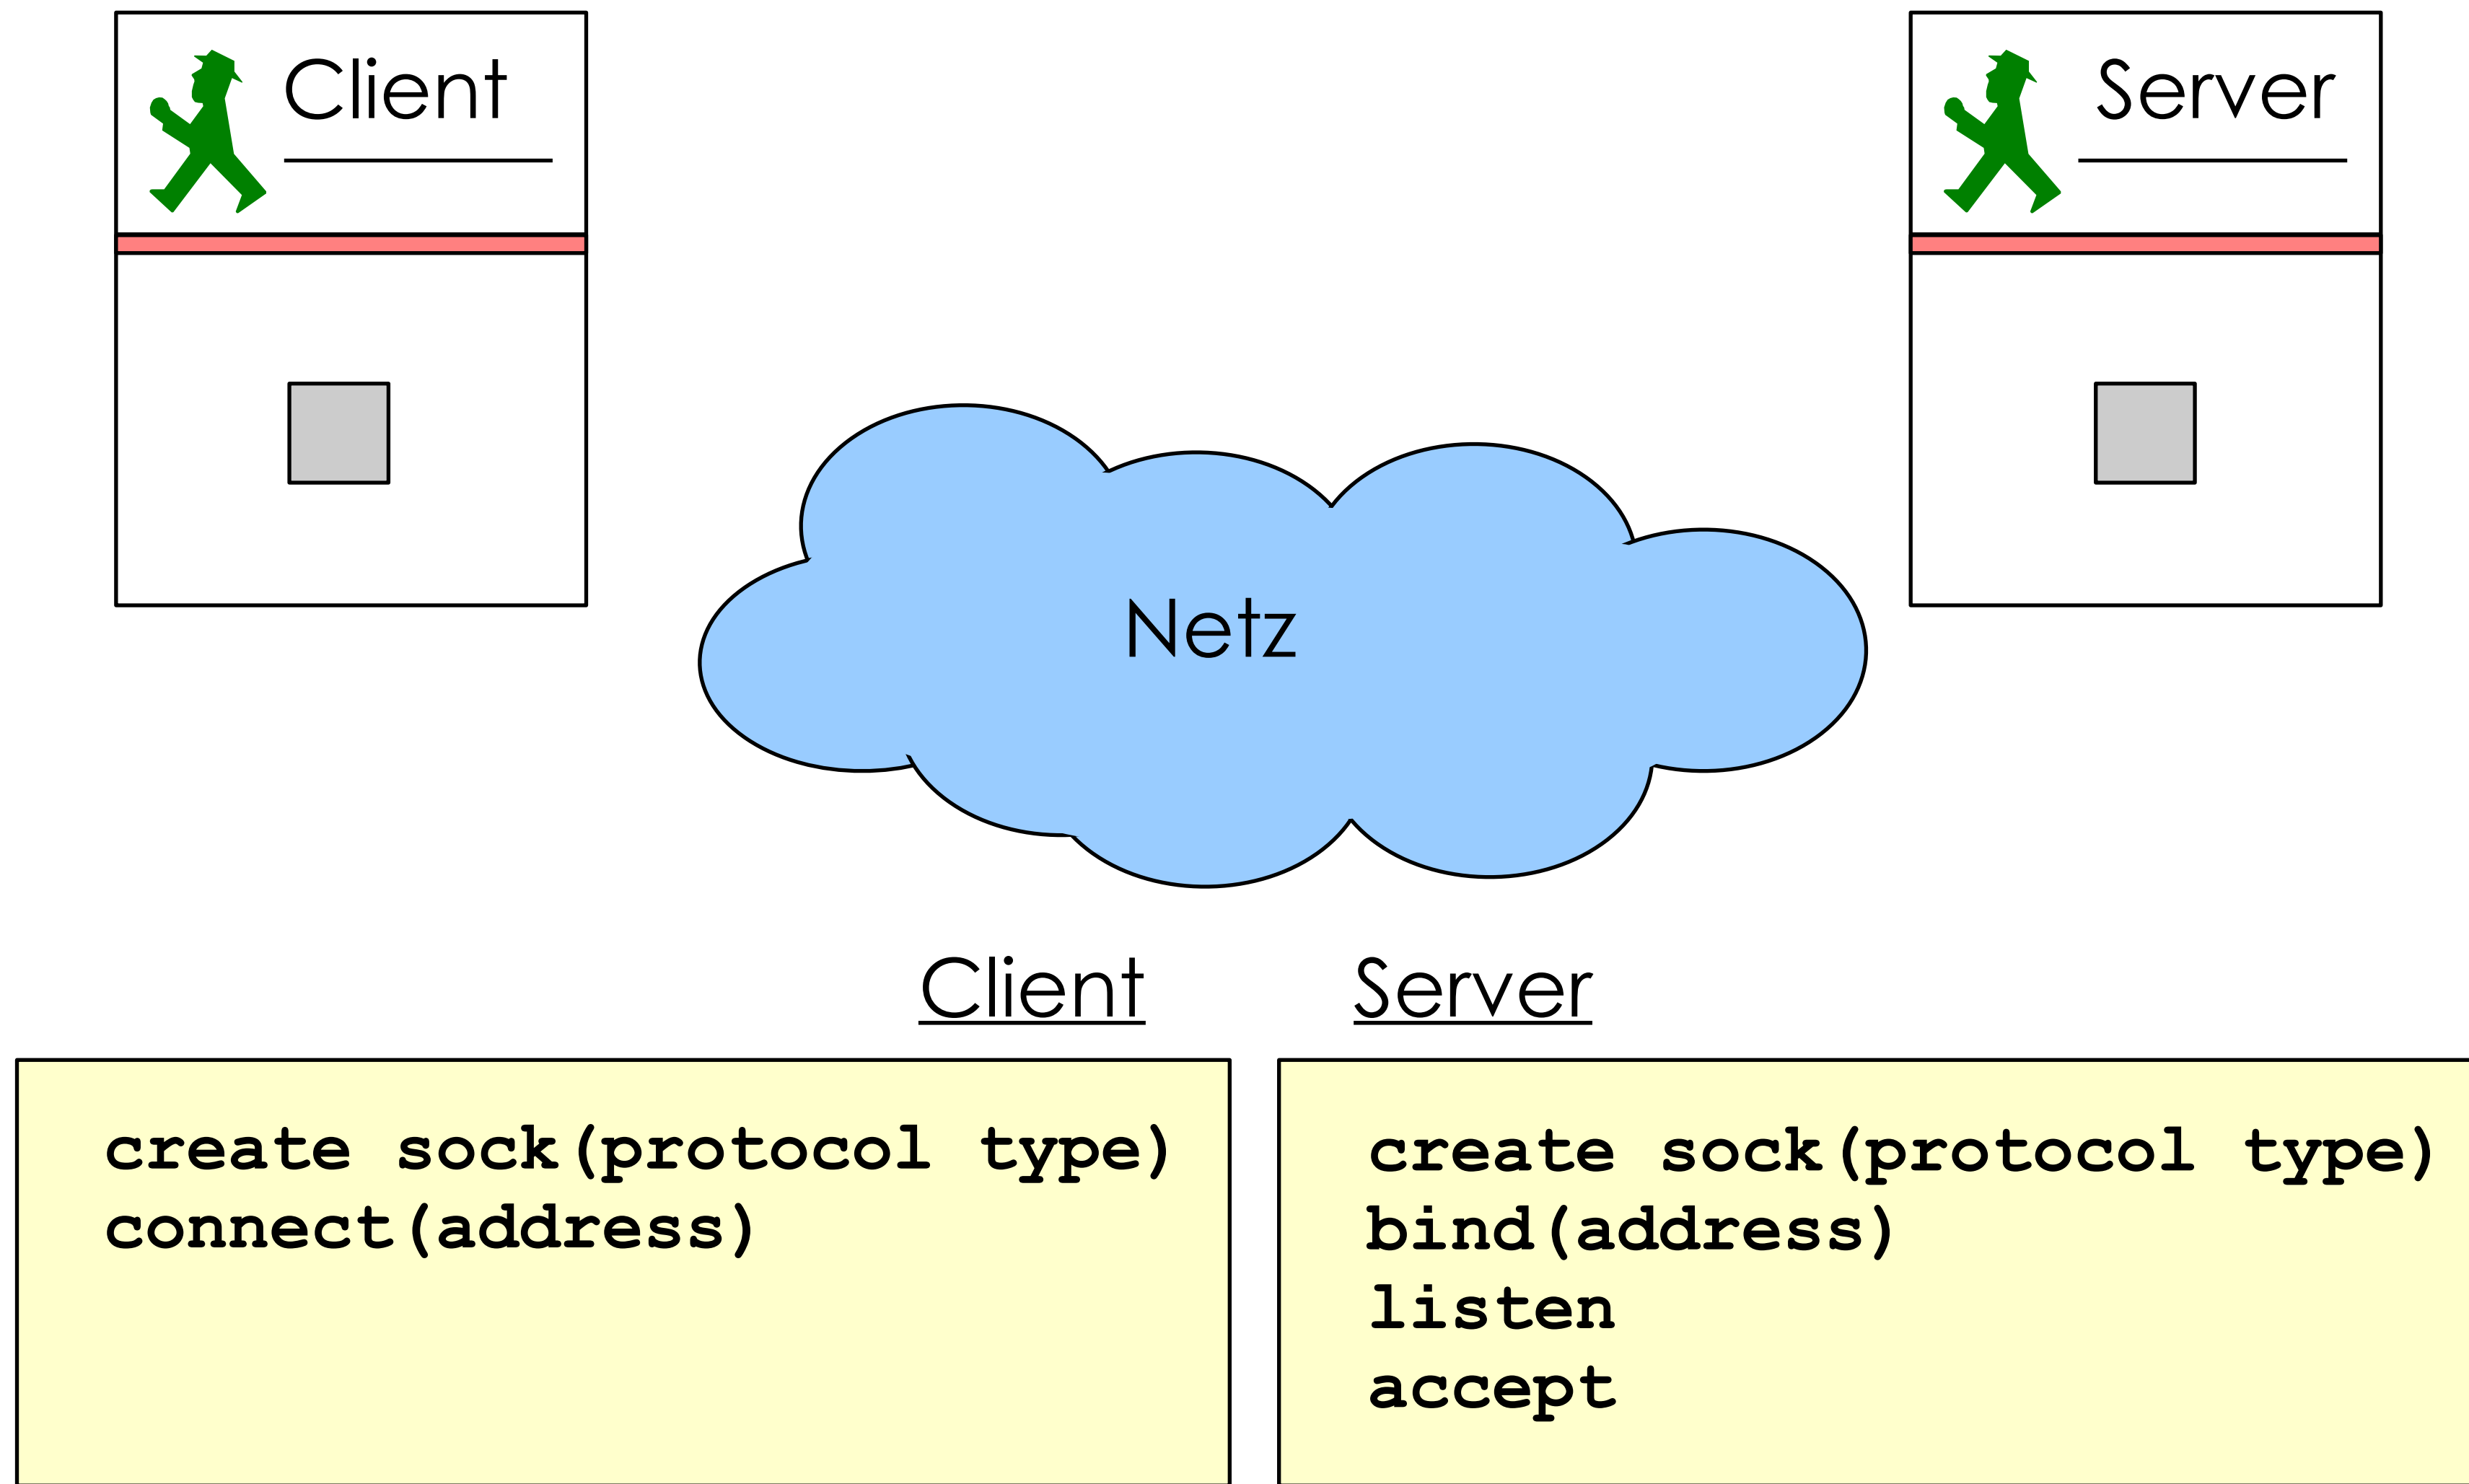 Client
Server
Netz
Client
Server
create sock(protocol type)
connect(address)
create sock(protocol type)
bind(address)
listen
accept